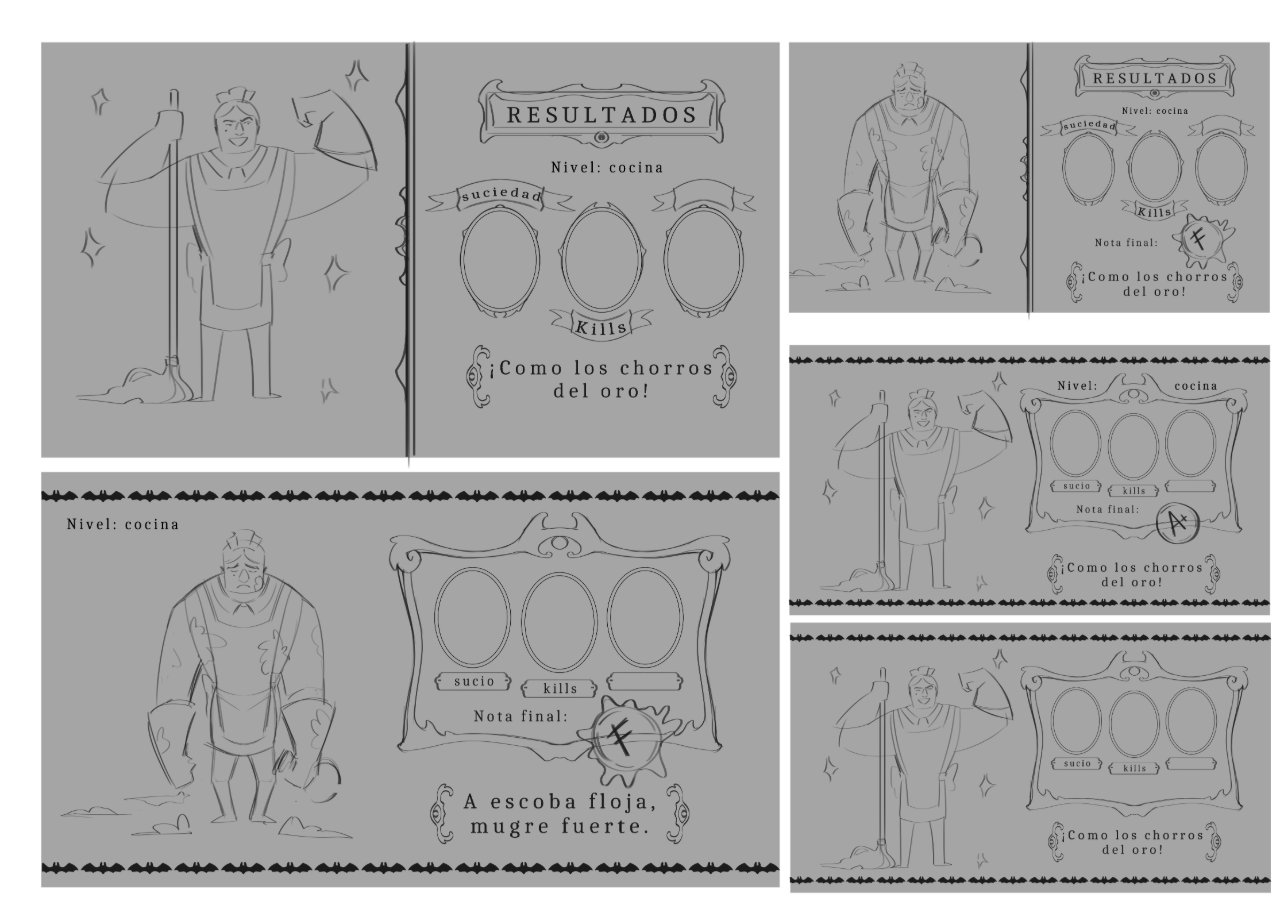 RESULTADOS
Nivel: cocina
suciedad
Kills
¡Como los chorros
del oro!
RESULTADOS
Nivel: cocina
suciedad
Kills
Nota final:
F
¡Como los chorros
del oro!
Nivel: cocina
sucio
kills
Nota final:
F
A escoba floja,
mugre fuerte.
Nivel: cocina
sucio
kills
Nota final:
A+
¡Como los chorros
del oro!
sucio
kills
¡Como los chorros
del oro!